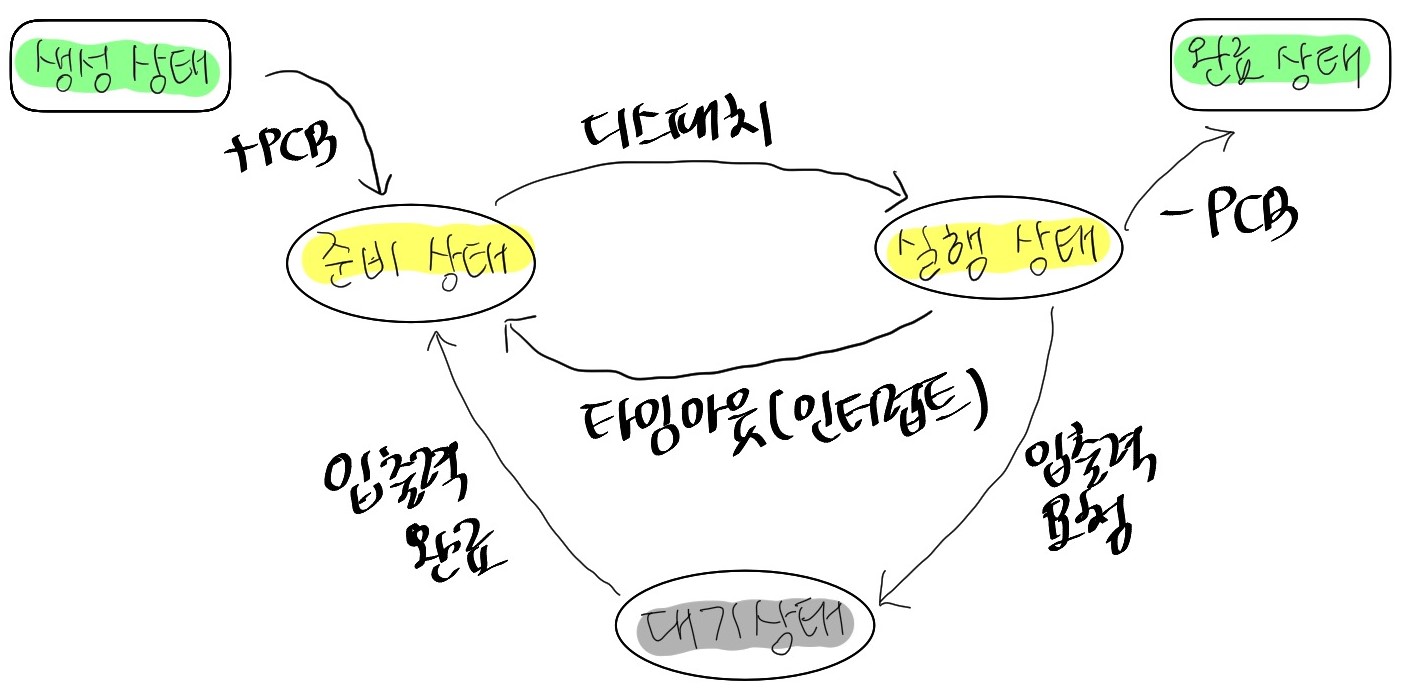 생성 상태
완료 상태
+PCB
디스패치
-PCB
준비 상태
실행 상태
타임아웃(인터럽트)
입출력
완료
입출력
요청
대기상태